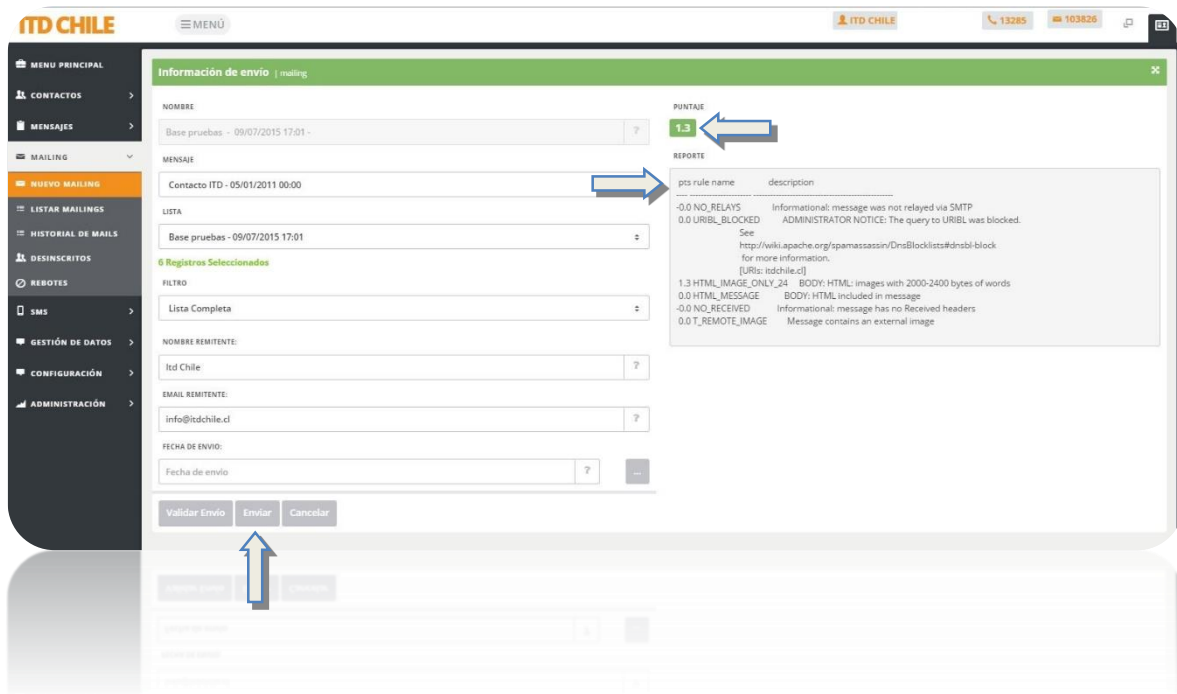 ITD CHILE
MENÚ
ITD CHILE
13285
103826
MENU PRINCIPAL
CONTACTOS
MENSAJES
MAILING
NUEVO MAILING
LISTAR MAILINGS
HISTORIAL DE MAILS
DESINSCRITOS
REBOTES
SMS
GESTIÓN DE DATOS
CONFIGURACIÓN
ADMINISTRACIÓN
Información de envío | mailing
NOMBRE
Base pruebas - 09/07/2015 17:01 -
?
MENSAJE
Contacto ITD - 05/01/2011 00:00
LISTA
Base pruebas - 09/07/2015 17:01
6 Registros Seleccionados
FILTRO
Lista Completa
NOMBRE REMITENTE:
Itd Chile
?
EMAIL REMITENTE:
info@itdchile.cl
?
FECHA DE ENVIO:
Fecha de envío
?
...
Validar Envío Enviar Cancelar
PUNTAJE
1.3
REPORTE
pts rule name description
---- ---------------------- --------------------------------------------------
-0.0 NO_RELAYS Informational: message was not relayed via SMTP
0.0 URIBL_BLOCKED ADMINISTRATOR NOTICE: The query to URIBL was blocked.
See
http://wiki.apache.org/spamassassin/DnsBlocklists#dnsbl-block
for more information.
[URIs: itdchile.cl]
1.3 HTML_IMAGE_ONLY_24 BODY: HTML: images with 2000-2400 bytes of words
0.0 HTML_MESSAGE BODY: HTML included in message
-0.0 NO_RECEIVED Informational: message has no Received headers
0.0 T_REMOTE_IMAGE Message contains an external image